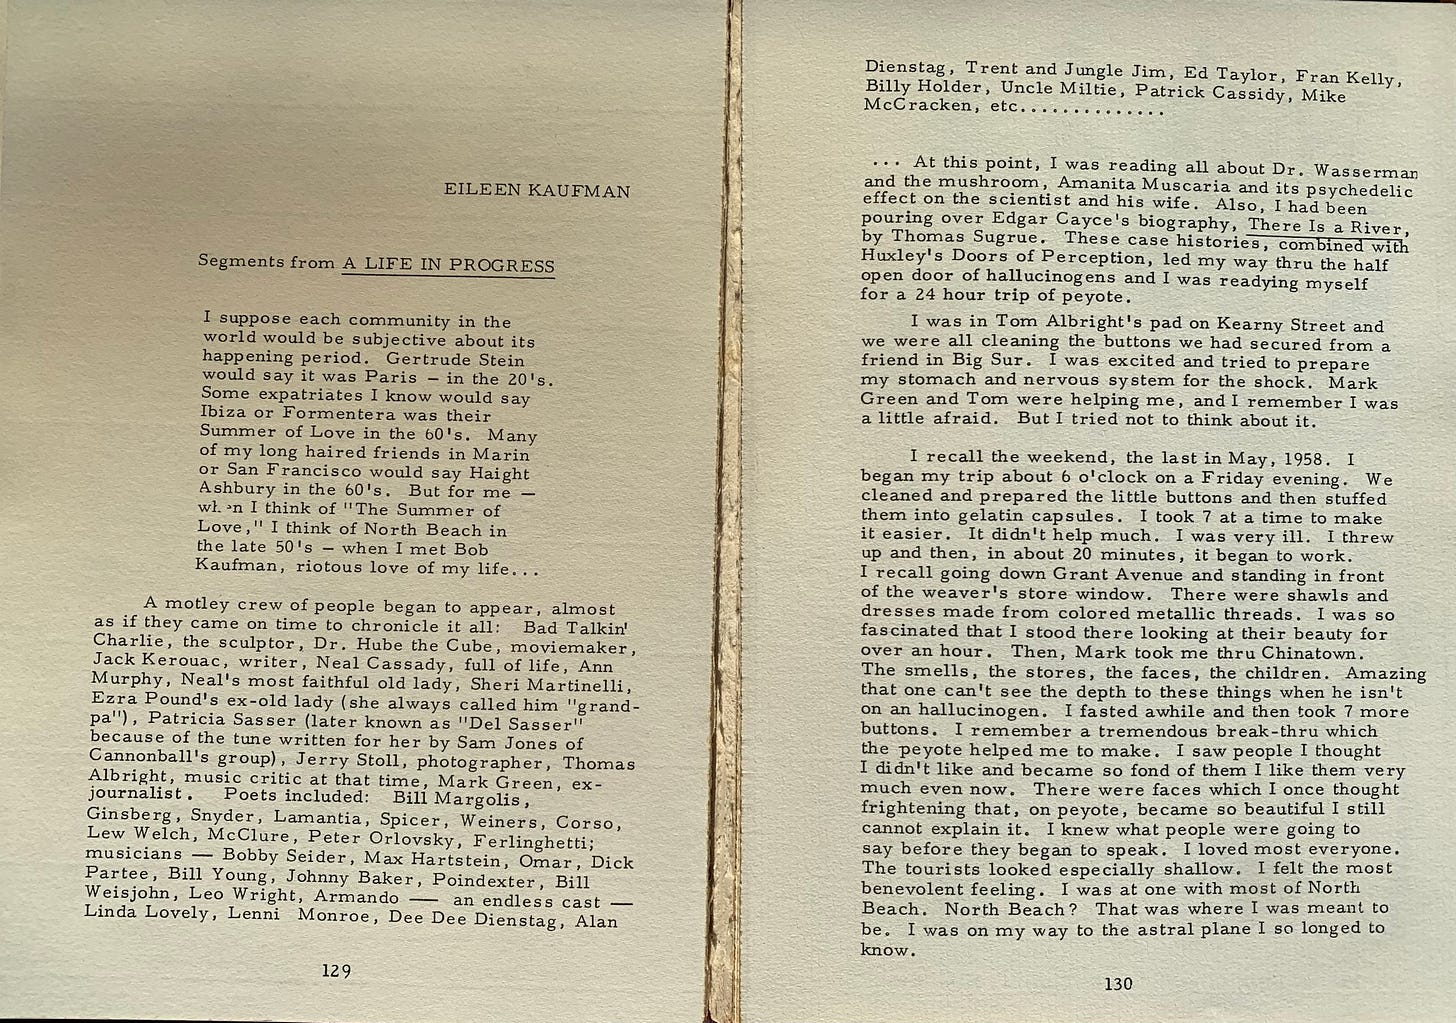 EILEEN KAUFMAN
Segments from A LIFE IN PROGRESS
I suppose each community in the
world would be subjective about its
happening period. Gertrude Stein
would say it was Paris — in the 20's.
Some expatriates I know would say
Ibiza or Formentera was their
Summer of Love in the 60's. Many
of my long haired friends in Marin
or San Francisco would say Haight
Ashbury in the 60's. But for me —
I think of "The Summer of
Love," I think of North Beach in
the late 50's — when I met Bob
Kaufman, riotous love of my life...
A motley crew of people began to appear, almost
as if they came on time to chronicle it all: Bad Talkin'
Charlie, the sculptor, Dr. Hube the Cube, moviemaker,
Jack Kerouac, writer, Neal Cassady, full of life, Ann
Murphy, Neal's most faithful old lady, Sheri Martinelli,
Ezra Pound's ex-old lady (she always called him "grand-
pa"), Patricia Sasser (later known as "Del Sasser"
because of the tune written for her by Sam Jones of
Cannonball's group), Jerry Stoll, photographer, Thomas
Albright, music critic at that time, Mark Green, ex-
journalist. Poets included: Bill Margolis,
Ginsberg, Snyder, Lamantia, Spicer, Weiners, Corso,
Lew Welch, McClure, Peter Orlovsky, Ferlinghetti;
musicians — Bobby Seider, Max Hartstein, Omar, Dick
Partee, Bill Young, Johnny Baker, Poindexter, Bill
Weisjohn, Leo Wright, Armando — an endless cast —
Linda Lovely, Lenni Monroe, Dee Dee Dienstag, Alan
129
Dienstag, Trent and Jungle Jim, Ed Taylor, Fran Kelly,
Billy Holder, Uncle Miltie, Patrick Cassidy, Mike
McCracken, etc..............
... At this point, I was reading all about Dr. Wasserman
and the mushroom, Amanita Muscaria and its psychedelic
effect on the scientist and his wife. Also, I had been
pouring over Edgar Cayce's biography, There Is a River,
by Thomas Sugrue. These case histories, combined with
Huxley's Doors of Perception, led my way thru the half
open door of hallucinogens and I was readying myself
for a 24 hour trip of peyote.
I was in Tom Albright's pad on Kearny Street and
we were all cleaning the buttons we had secured from a
friend in Big Sur. I was excited and tried to prepare
my stomach and nervous system for the shock. Mark
Green and Tom were helping me, and I remember I was
a little afraid. But I tried not to think about it.
I recall the weekend, the last in May, 1958. I
began my trip about 6 o'clock on a Friday evening. We
cleaned and prepared the little buttons and then stuffed
them into gelatin capsules. I took 7 at a time to make
it easier. It didn't help much. I was very ill. I threw
up and then, in about 20 minutes, it began to work.
I recall going down Grant Avenue and standing in front
of the weaver's store window. There were shawls and
dresses made from colored metallic threads. I was so
fascinated that I stood there looking at their beauty for
over an hour. Then, Mark took me thru Chinatown.
The smells, the stores, the faces, the children. Amazing
that one can't see the depth to these things when he isn't
on an hallucinogen. I fasted awhile and then took 7 more
buttons. I remember a tremendous break-thru which
the peyote helped me to make. I saw people I thought
I didn't like and became so fond of them I like them very
much even now. There were faces which I once thought
frightening that, on peyote, became so beautiful I still
cannot explain it. I knew what people were going to
say before they began to speak. I loved most everyone.
The tourists looked especially shallow. I felt the most
benevolent feeling. I was at one with most of North
Beach. North Beach? That was where I was meant to
be. I was on my way to the astral plane I so longed to
know.
130